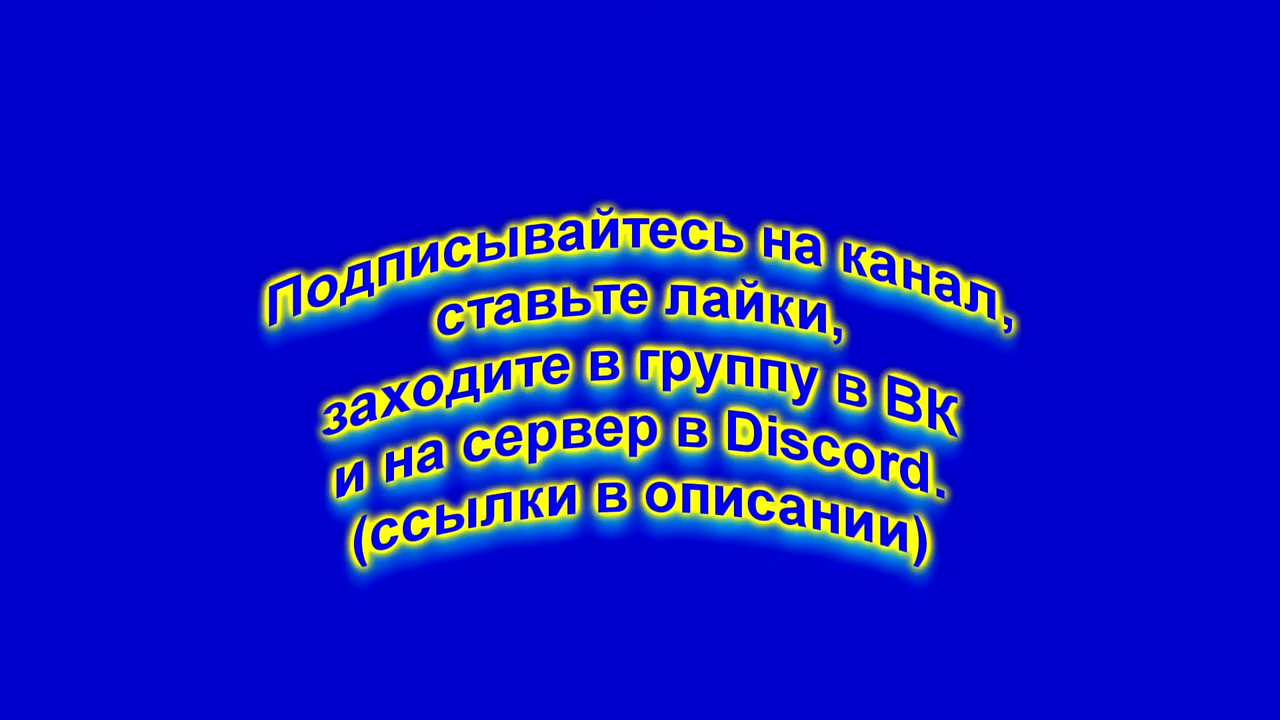 Подписывайтесь на канал,
ставьте лайки,
заходите в группу в ВК
и на сервер в Discord.
(ссылки в описании)